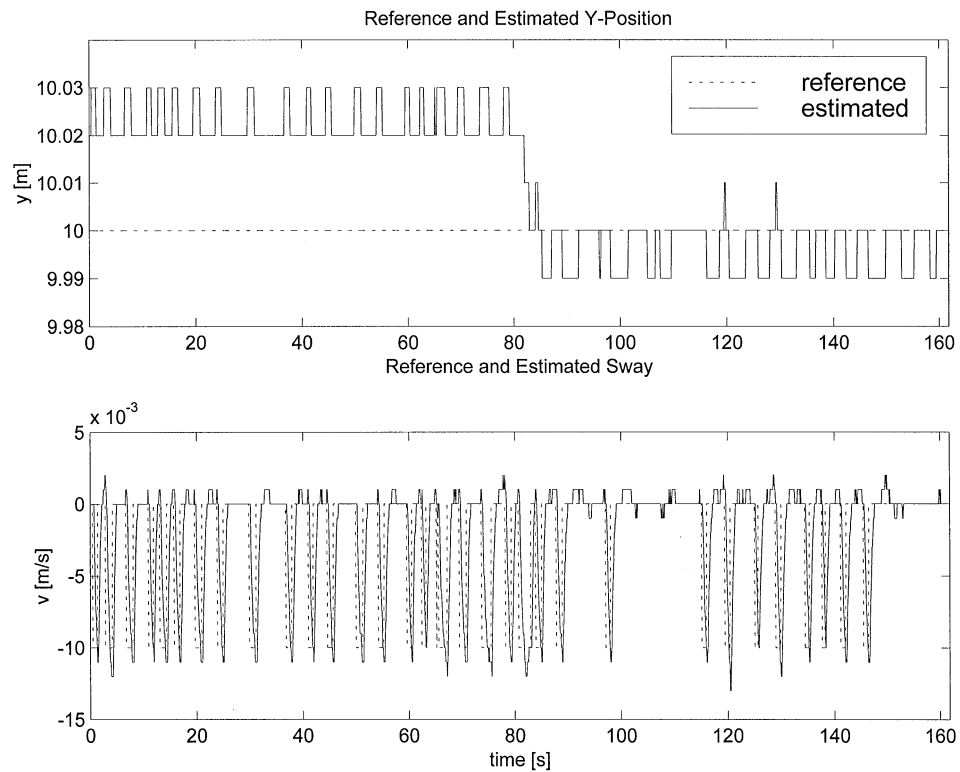 Reference and Estimated Y-Position
10.03
10.02
10.01
10
9.99
9.98
y [m]
reference
estimated
0 20 40 60 80 100 120 140 160
Reference and Estimated Sway
x 10-3
5
0
-5
-10
-15
v [m/s]
0 20 40 60 80 100 120 140 160
time [s]